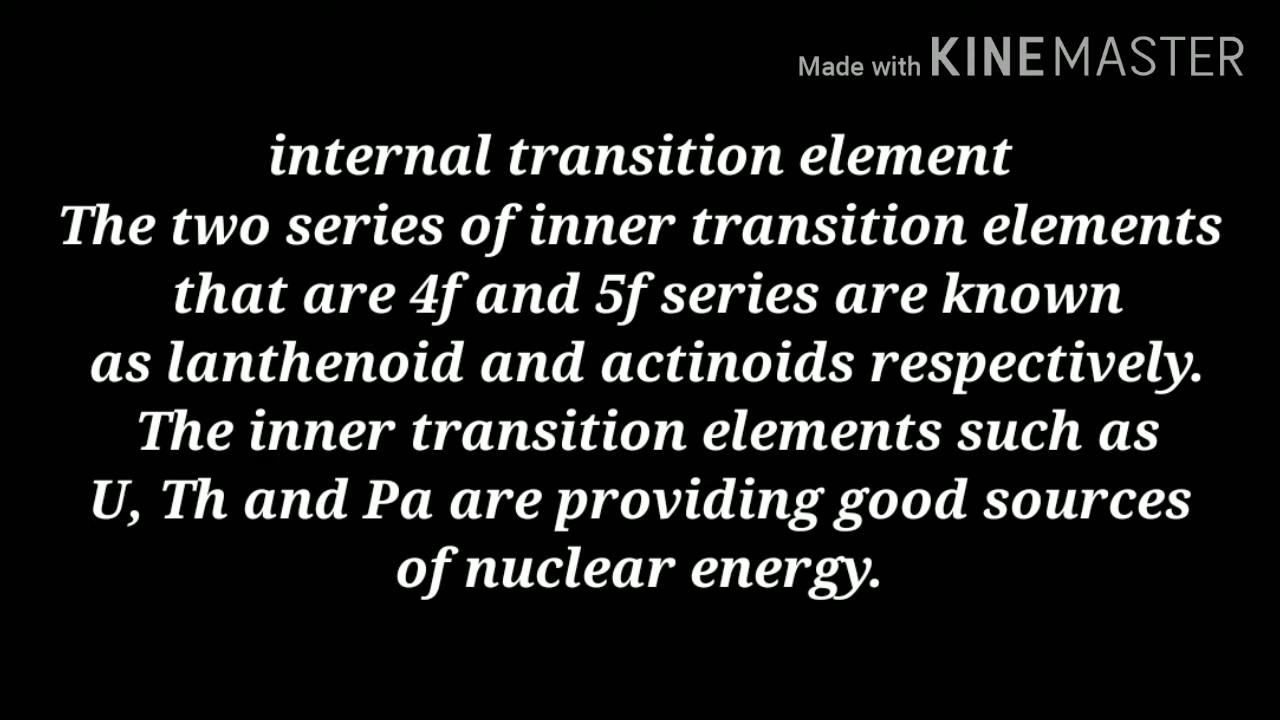 Made with KINEMASTER
internal transition element
The two series of inner transition elements
that are 4f and 5f series are known
as lanthenoid and actinoids respectively.
The inner transition elements such as
U, Th and Pa are providing good sources
of nuclear energy.